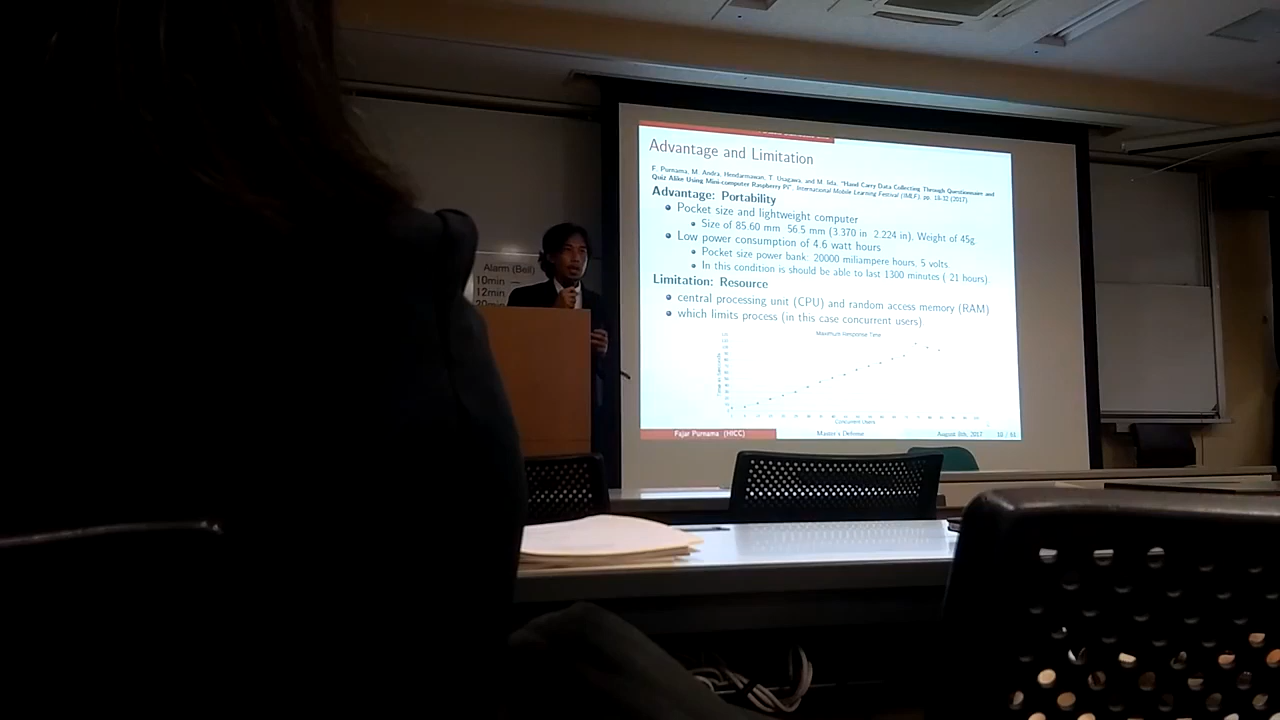 Advantage and Limitation
F. Purnama, M. Andra, Hendarmawan, T. Usagawa, and M. Iida, "Hand Carry Data Collecting Through Questionnaire and
Quiz Alike Using Mini-computer Raspberry Pi", International Mobile Learning Festival (IMLF), pp. 18-32 (2017)
Advantage: Portability
Pocket size and lightweight computer
Size of 85.60 mm 56.5 mm (3.370 in 2.224 in), Weight of 45g
Low power consumption of 4.6 watt hours
Pocket size power bank: 20000 miliampere hours, 5 volts
In this condition is should be able to last 1300 minutes ( 21 hours)
Limitation: Resource
central processing unit (CPU) and random access memory (RAM)
which limits process (in this case concurrent users)
Maximum Response Time
Concurrent Users
Fajar Purnama (HICC) Master's Defense August 8th, 2017
Alarm (Bell)
10min
12min
20min